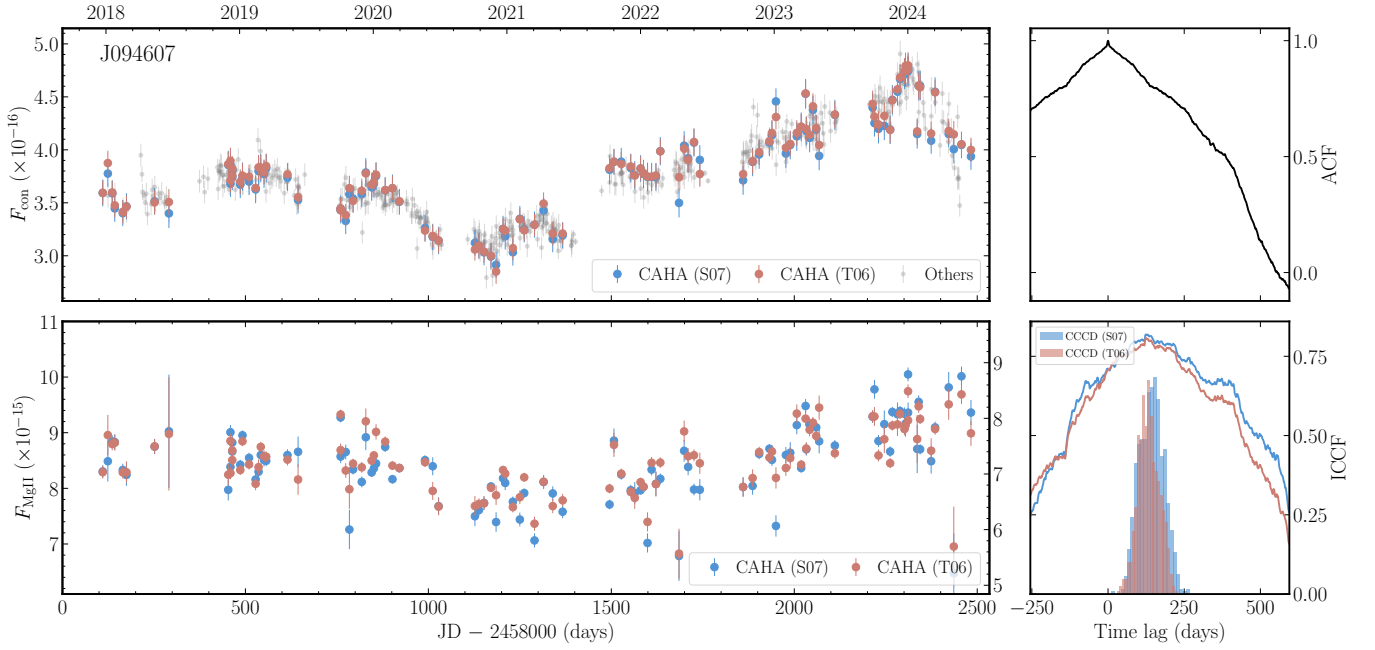 2018 2019 2020 2021 2022 2023 2024
J094607
5.0
4.5
4.0
3.5
3.0
F_con (×10^−16)
CAHA (S07) CAHA (T06) Others
1.0
0.5
0.0
ACF
11
10
9
8
7
F_MgII (×10^−15)
9
8
7
6
5
CAHA (S07) CAHA (T06)
0 500 1000 1500 2000 2500
JD − 2458000 (days)
CCCD (S07)
CCCD (T06)
0.75
0.50
0.25
0.00
ICCF
−250 0 250 500
Time lag (days)